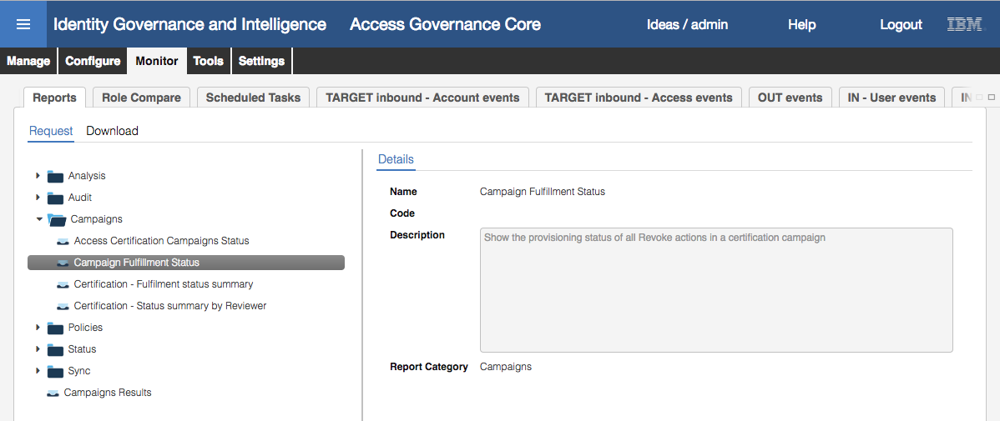 Identity Governance and Intelligence Access Governance Core Ideas / admin Help Logout IBM
Manage Configure Monitor Tools Settings
Reports Role Compare Scheduled Tasks TARGET inbound - Account events TARGET inbound - Access events OUT events IN - User events IN
Request Download
Details
Analysis
Audit
Campaigns
Access Certification Campaigns Status
Campaign Fulfillment Status
Certification - Fulfilment status summary
Certification - Status summary by Reviewer
Policies
Status
Sync
Campaigns Results
Name Campaign Fulfillment Status
Code
Description Show the provisioning status of all Revoke actions in a certification campaign
Report Category Campaigns